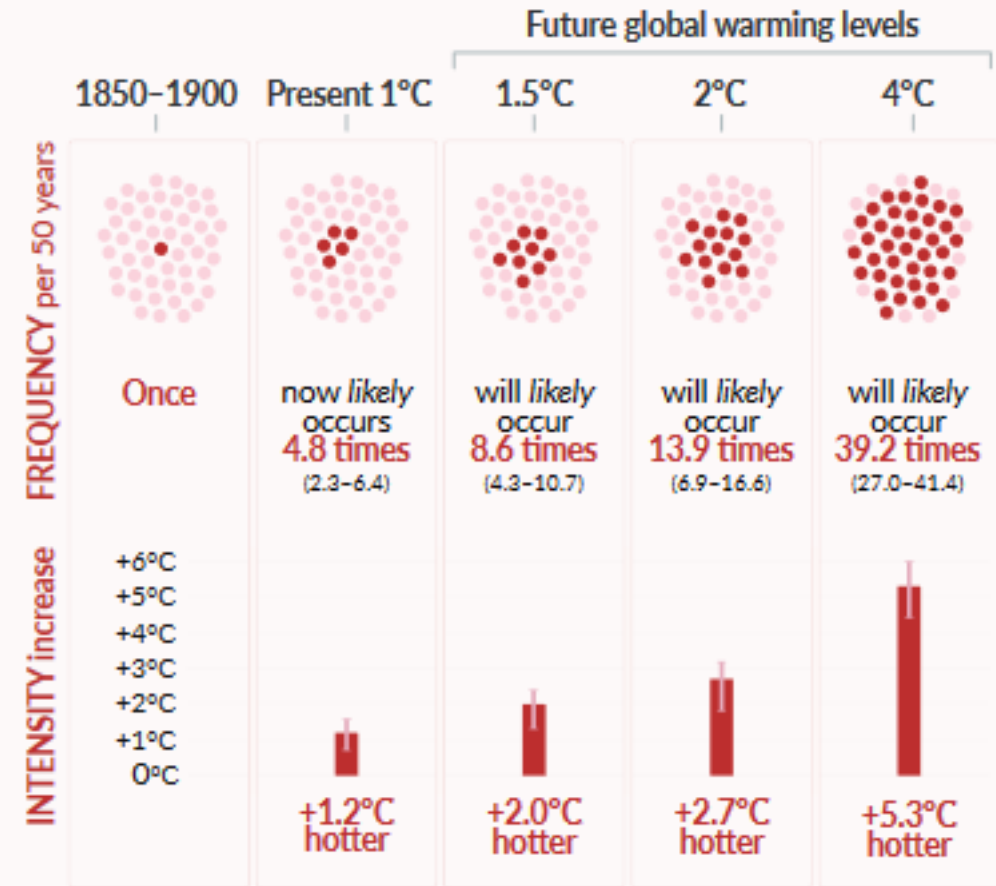 Future global warming levels
1850–1900 Present 1°C 1.5°C 2°C 4°C
FREQUENCY per 50 years
Once
now likely
occurs
4.8 times
(2.3–6.4)
will likely
occur
8.6 times
(4.3–10.7)
will likely
occur
13.9 times
(6.9–16.6)
will likely
occur
39.2 times
(27.0–41.4)
INTENSITY increase
+6°C
+5°C
+4°C
+3°C
+2°C
+1°C
0°C
+1.2°C
hotter
+2.0°C
hotter
+2.7°C
hotter
+5.3°C
hotter